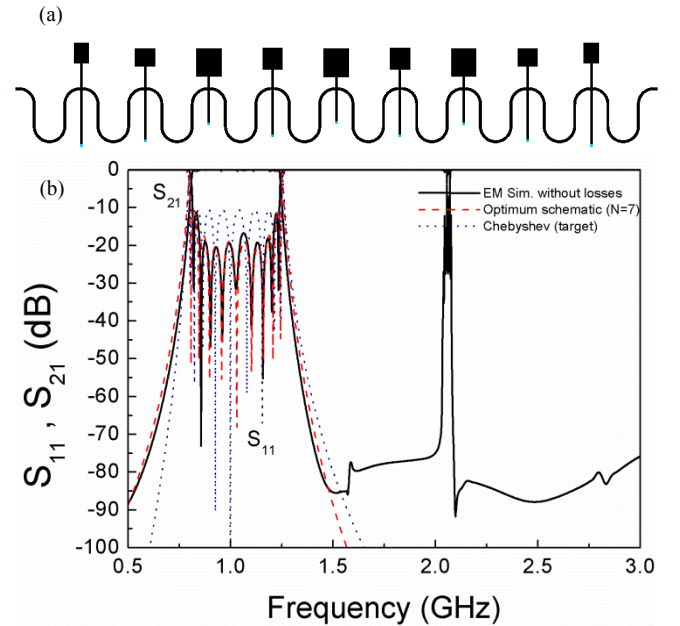 (a)
(b)
S21
S11
EM Sim. without losses
Optimum schematic (N=7)
Chebyshev (target)
S11 , S21 (dB)
0
-10
-20
-30
-40
-50
-60
-70
-80
-90
-100
0.5 1.0 1.5 2.0 2.5 3.0
Frequency (GHz)